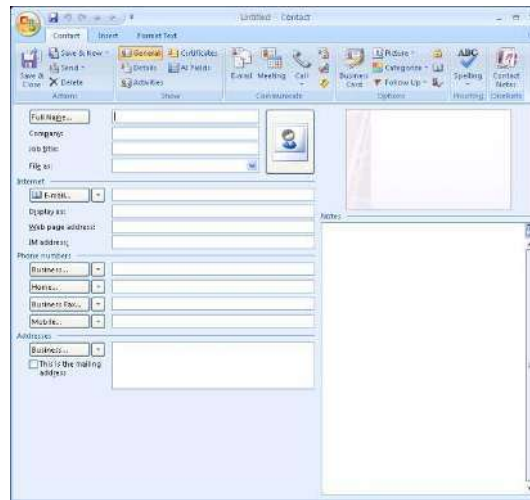 Untitled - Contact
Contact Insert Format Text
Save & Close
Save & New
Send
Delete
Actions
General
Details
Activities
Certificates
All Fields
Show
E-mail Meeting Call
Communicate
Business Card
Picture
Categorize
Follow Up
Options
ABC
Spelling
Proofing
Contact Notes
OneNote
Full Name...
Company:
Job title:
File as:
Internet
E-mail...
Display as:
Web page address:
IM address:
Phone numbers
Business...
Home...
Business Fax...
Mobile...
Addresses
Business...
This is the mailing address
Notes